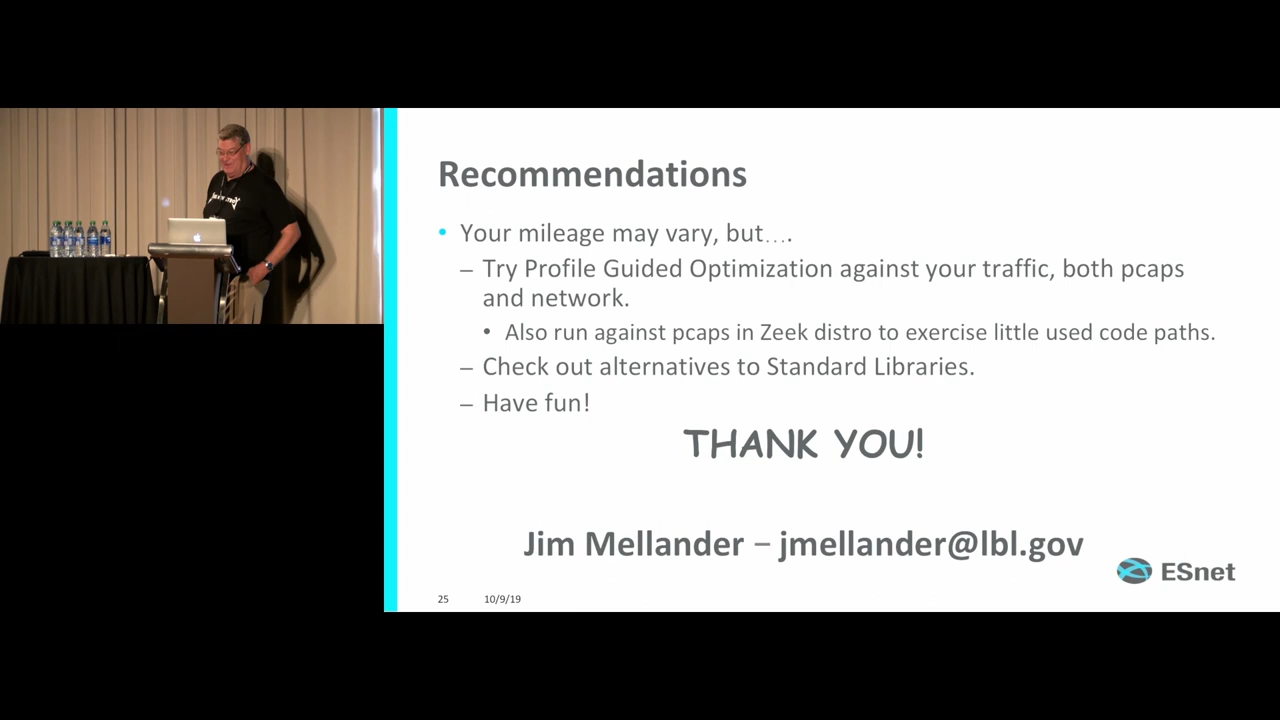 Recommendations
• Your mileage may vary, but….
– Try Profile Guided Optimization against your traffic, both pcaps
and network.
• Also run against pcaps in Zeek distro to exercise little used code paths.
– Check out alternatives to Standard Libraries.
– Have fun!
THANK YOU!
Jim Mellander – jmellander@lbl.gov
ESnet
25 10/9/19